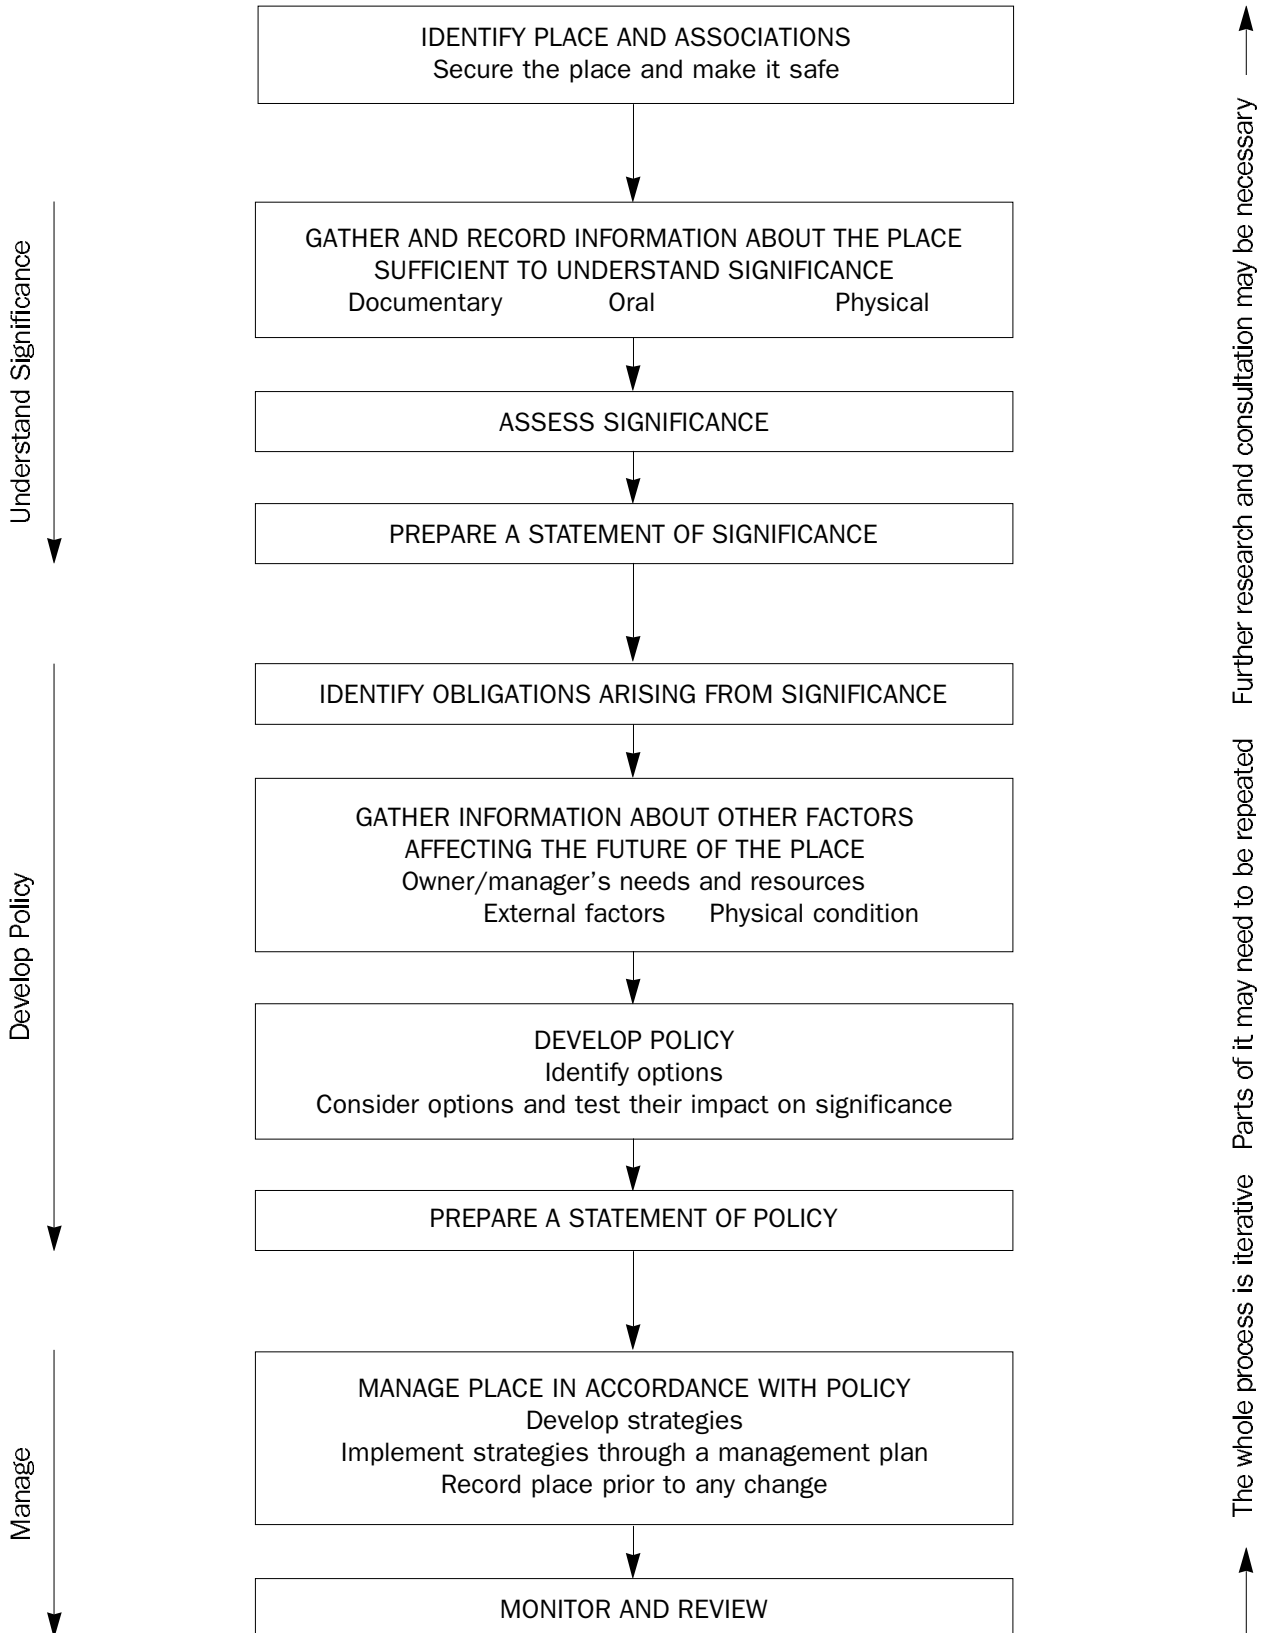 IDENTIFY PLACE AND ASSOCIATIONS
Secure the place and make it safe
Understand Significance
GATHER AND RECORD INFORMATION ABOUT THE PLACE
SUFFICIENT TO UNDERSTAND SIGNIFICANCE
Documentary Oral Physical
ASSESS SIGNIFICANCE
PREPARE A STATEMENT OF SIGNIFICANCE
Develop Policy
IDENTIFY OBLIGATIONS ARISING FROM SIGNIFICANCE
GATHER INFORMATION ABOUT OTHER FACTORS
AFFECTING THE FUTURE OF THE PLACE
Owner/manager’s needs and resources
External factors Physical condition
DEVELOP POLICY
Identify options
Consider options and test their impact on significance
PREPARE A STATEMENT OF POLICY
Manage
MANAGE PLACE IN ACCORDANCE WITH POLICY
Develop strategies
Implement strategies through a management plan
Record place prior to any change
MONITOR AND REVIEW
The whole process is iterative Parts of it may need to be repeated Further research and consultation may be necessary